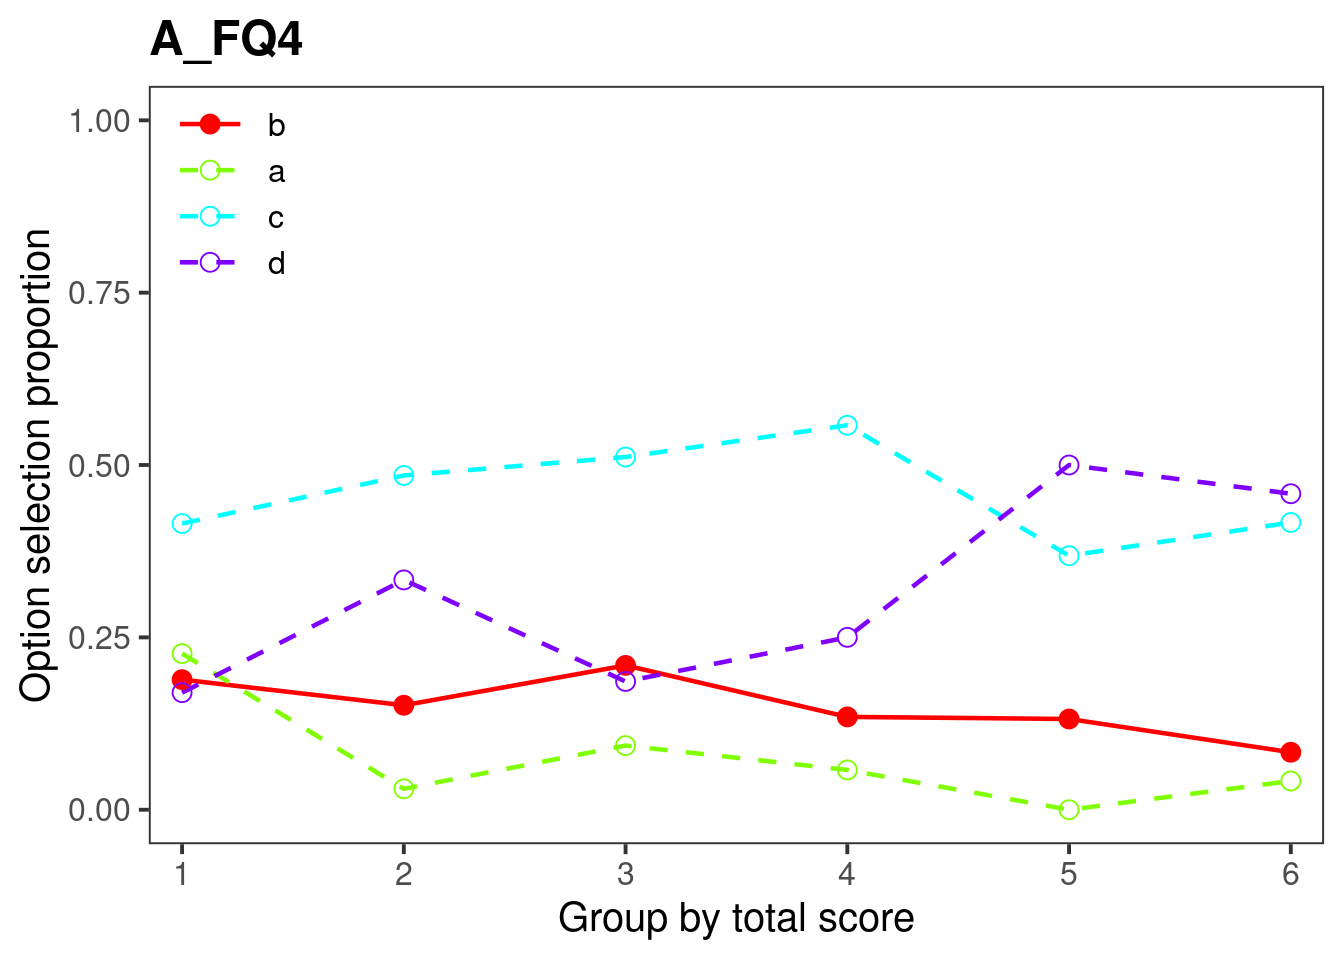 A_FQ4
b
a
c
d
1.00
0.75
0.50
0.25
0.00
Option selection proportion
1 2 3 4 5 6
Group by total score